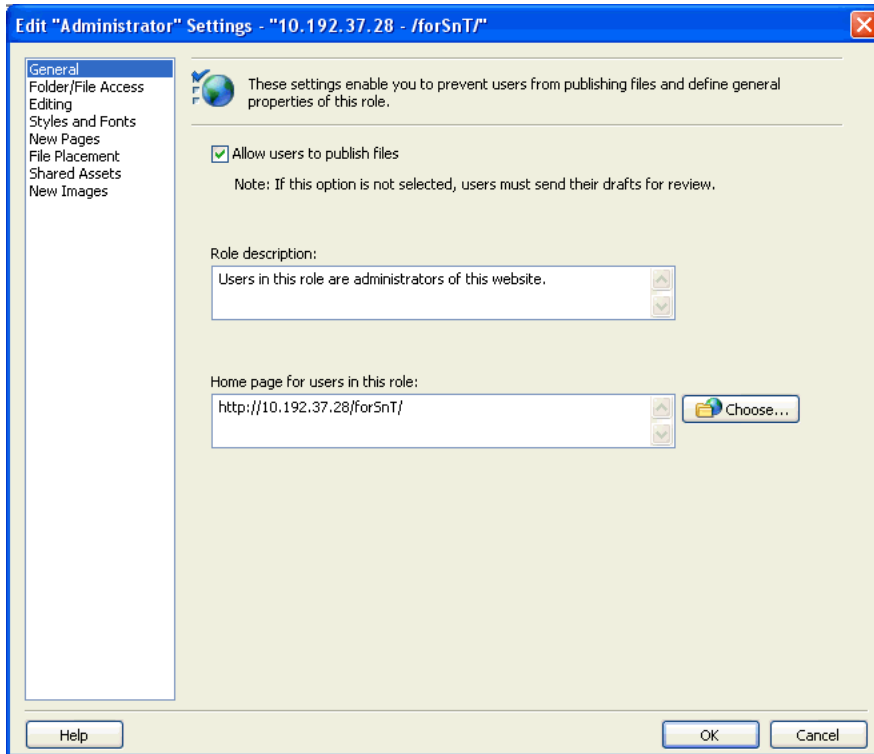 Edit "Administrator" Settings - "10.192.37.28 - /forSnT/"
General
Folder/File Access
Editing
Styles and Fonts
New Pages
File Placement
Shared Assets
New Images
These settings enable you to prevent users from publishing files and define general
properties of this role.
Allow users to publish files
Note: If this option is not selected, users must send their drafts for review.
Role description:
Users in this role are administrators of this website.
Home page for users in this role:
http://10.192.37.28/forSnT/
Choose...
Help
OK
Cancel